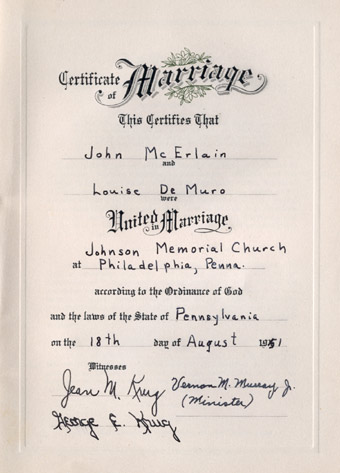 Certificate of Marriage
This Certifies That
John McErlain
and
Louise De Muro
were
United in Marriage
Johnson Memorial Church
at Philadelphia, Penna.
according to the Ordinance of God
and the laws of the State of Pennsylvania
on the 18th day of August 1951
Witnesses
Jean M. Krug
Vernon M. Murray Jr.
(Minister)
George E. Krug